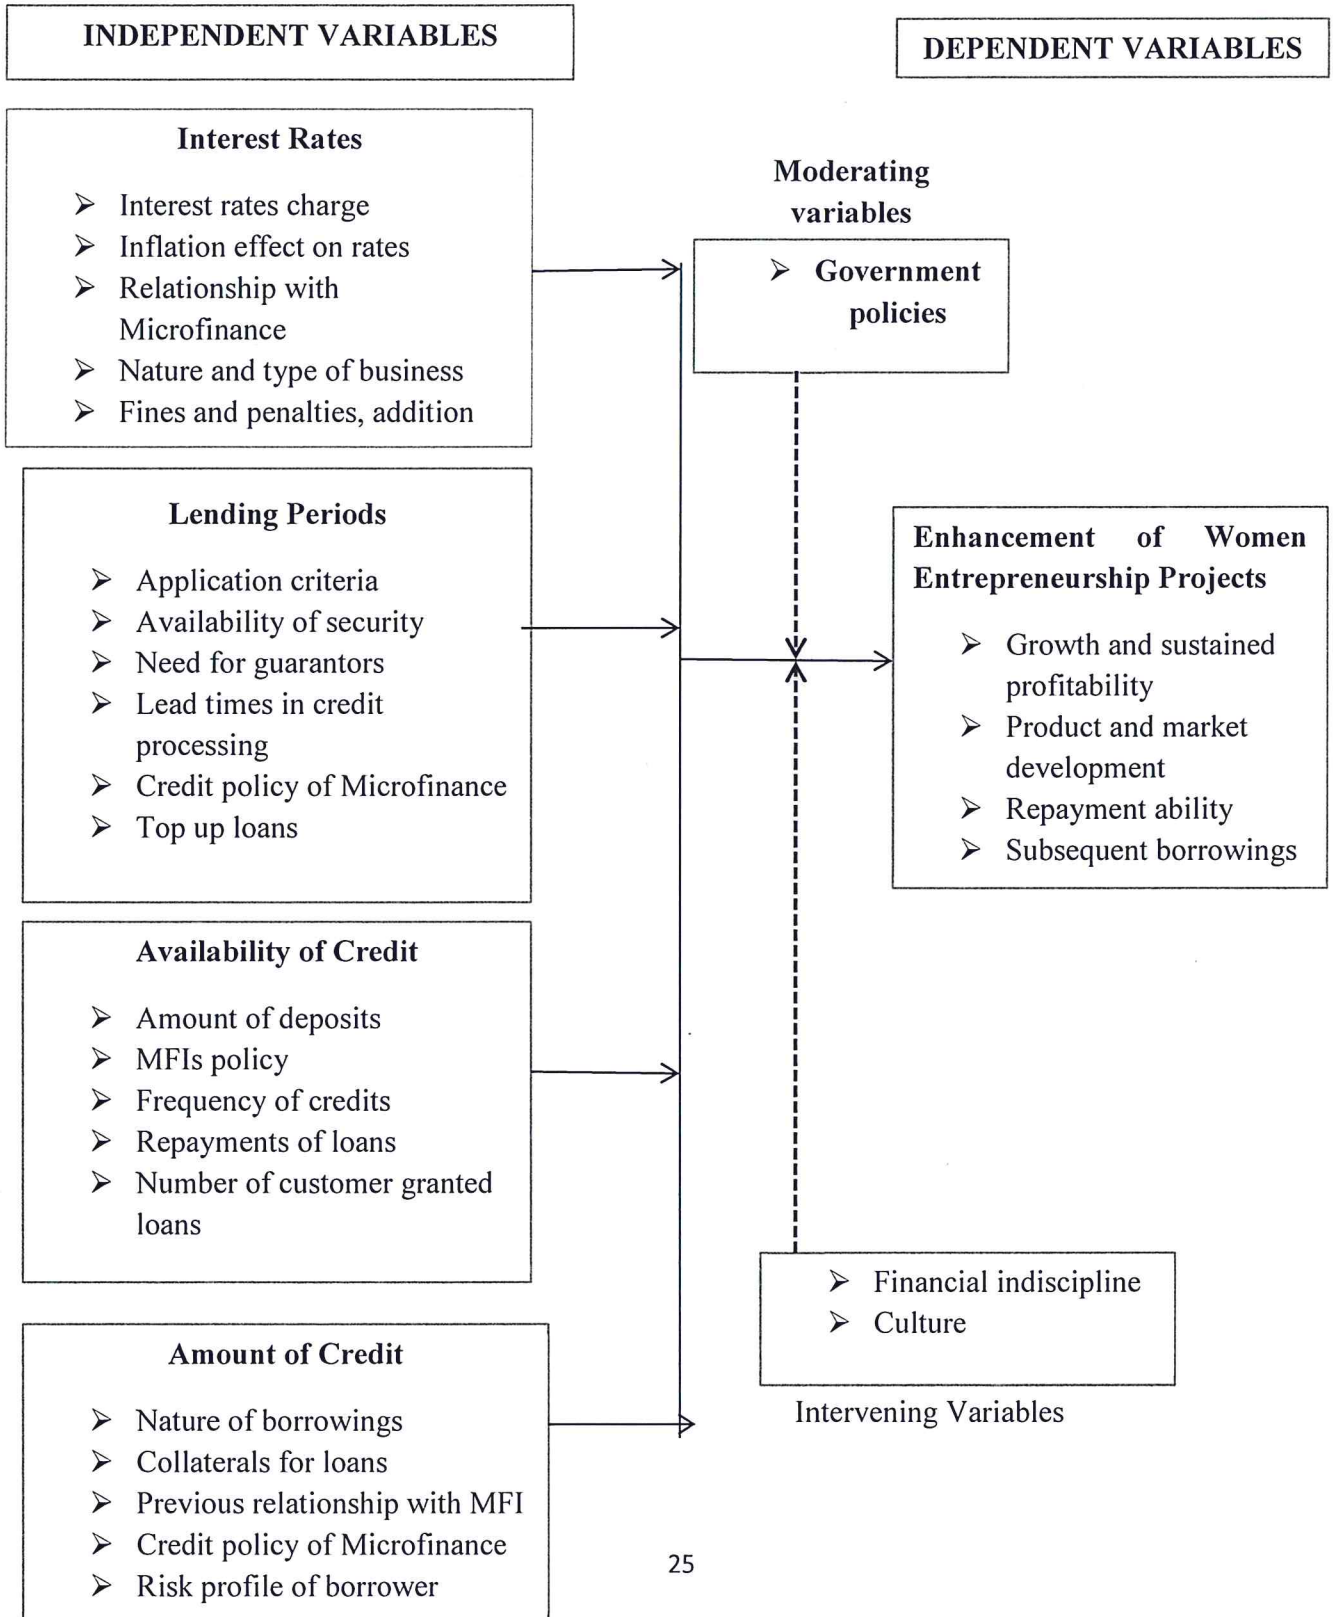 INDEPENDENT VARIABLES
DEPENDENT VARIABLES
Interest Rates
➢ Interest rates charge
➢ Inflation effect on rates
➢ Relationship with
Microfinance
➢ Nature and type of business
➢ Fines and penalties, addition
Moderating
variables
➢ Government
policies
Lending Periods
➢ Application criteria
➢ Availability of security
➢ Need for guarantors
➢ Lead times in credit
processing
➢ Credit policy of Microfinance
➢ Top up loans
Enhancement of Women
Entrepreneurship Projects
➢ Growth and sustained
profitability
➢ Product and market
development
➢ Repayment ability
➢ Subsequent borrowings
Availability of Credit
➢ Amount of deposits
➢ MFIs policy
➢ Frequency of credits
➢ Repayments of loans
➢ Number of customer granted
loans
➢ Financial indiscipline
➢ Culture
Intervening Variables
Amount of Credit
➢ Nature of borrowings
➢ Collaterals for loans
➢ Previous relationship with MFI
➢ Credit policy of Microfinance
➢ Risk profile of borrower
25